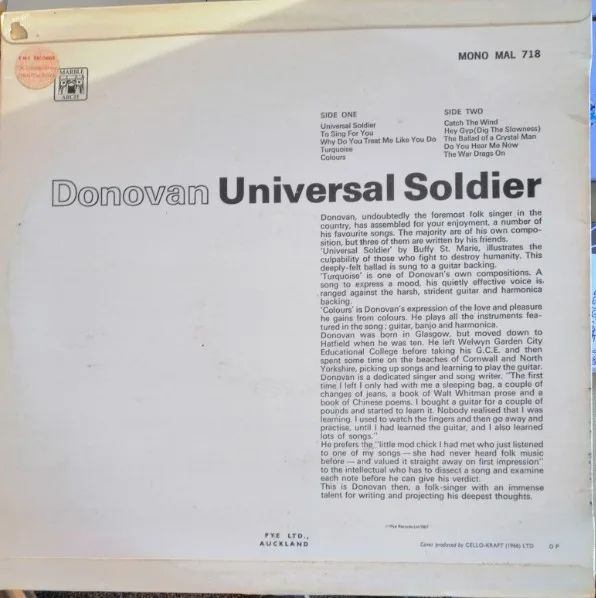 MONO MAL 718
MARBLE
ARCH
SIDE ONE
Universal Soldier
To Sing For You
Why Do You Treat Me Like You Do
Turquoise
Colours
SIDE TWO
Catch The Wind
Hey Gyp(Dig The Slowness)
The Ballad of a Crystal Man
Do You Hear Me Now
The War Drags On
Donovan Universal Soldier
Donovan, undoubtedly the foremost folk singer in the
country, has assembled for your enjoyment, a number of
his favourite songs. The majority are of his own compo-
sition, but three of them are written by his friends.
'Universal Soldier' by Buffy St. Marie, illustrates the
culpability of those who fight to destroy humanity. This
deeply-felt ballad is sung to a guitar backing.
'Turquoise' is one of Donovan's own compositions. A
song to express a mood, his quietly effective voice is
ranged against the harsh, strident guitar and harmonica
backing.
'Colours' is Donovan's expression of the love and pleasure
he gains from colours. He plays all the instruments fea-
tured in the song: guitar, banjo and harmonica.
Donovan was born in Glasgow, but moved down to
Hatfield when he was ten. He left Welwyn Garden City
Educational College before taking his G.C.E. and then
spent some time on the beaches of Cornwall and North
Yorkshire, picking up songs and learning to play the guitar.
Donovan is a dedicated singer and song writer. "The first
time I left I only had with me a sleeping bag, a couple of
changes of jeans, a book of Walt Whitman prose and a
book of Chinese poems. I bought a guitar for a couple of
pounds and started to learn it. Nobody realised that I was
learning. I used to watch the fingers and then go away and
practise, until I had learned the guitar, and I also learned
lots of songs."
He prefers the "little mod chick I had met who just listened
to one of my songs — she had never heard folk music
before — and valued it straight away on first impression"
to the intellectual who has to dissect a song and examine
each note before he can give his verdict.
This is Donovan then, a folk-singer with an immense
talent for writing and projecting his deepest thoughts.
PYE LTD.,
AUCKLAND
Cover produced by CELLO-KRAFT (1966) LTD
D P